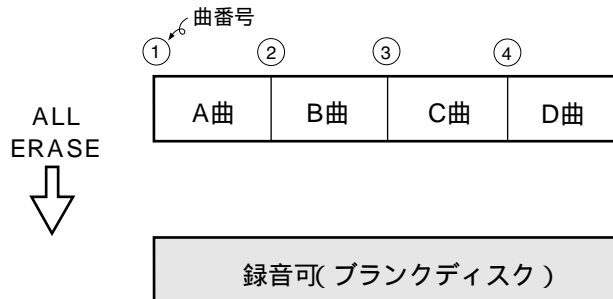 曲番号
① ② ③ ④
A曲 B曲 C曲 D曲
ALL
ERASE
録音可(ブランクディスク)